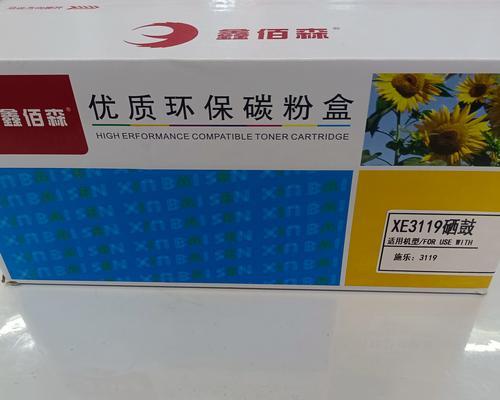 鑫佰森®
鑫佰森®
优质环保碳粉盒
HIGH ERFORMANCE COMPATIBLE TONER CARTRIDGE
XINBAISEN
XE3119硒鼓
适用机型/FOR USE WITH
施乐：3119